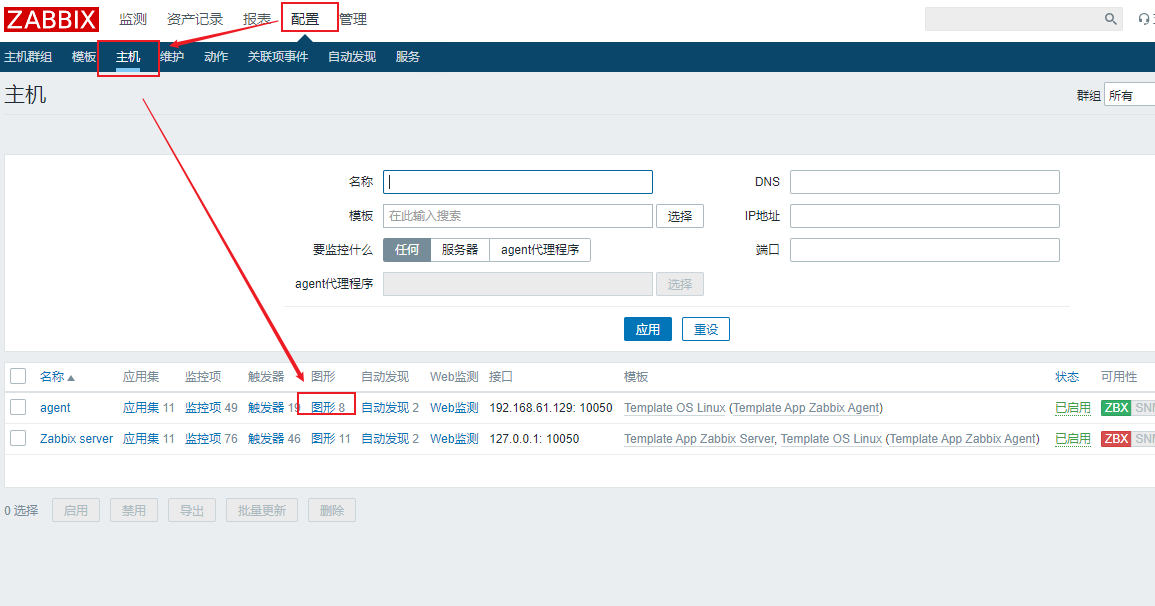 ZABBIX 监测 资产记录 报表 配置 管理
主机群组 模板 主机 维护 动作 关联项事件 自动发现 服务
主机 群组 所有
名称 DNS
模板 在此输入搜索 选择 IP地址
要监控什么 任何 服务器 agent代理程序 端口
agent代理程序 选择
应用 重设
名称 应用集 监控项 触发器 图形 自动发现 Web监测 接口 模板 状态 可用性
agent 应用集 11 监控项 49 触发器 19 图形 8 自动发现 2 Web监测 192.168.61.129: 10050 Template OS Linux (Template App Zabbix Agent) 已启用 ZBX
Zabbix server 应用集 11 监控项 76 触发器 46 图形 11 自动发现 2 Web监测 127.0.0.1: 10050 Template App Zabbix Server, Template OS Linux (Template App Zabbix Agent) 已启用 ZBX
0 选择 启用 禁用 导出 批量更新 删除